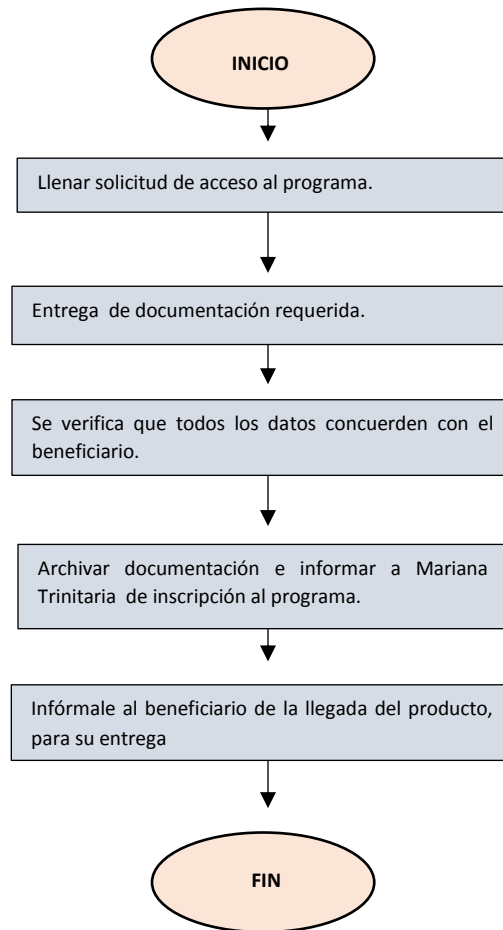 INICIO
Llenar solicitud de acceso al programa.
Entrega de documentación requerida.
Se verifica que todos los datos concuerden con el
beneficiario.
Archivar documentación e informar a Mariana
Trinitaria de inscripción al programa.
Infórmale al beneficiario de la llegada del producto,
para su entrega
FIN